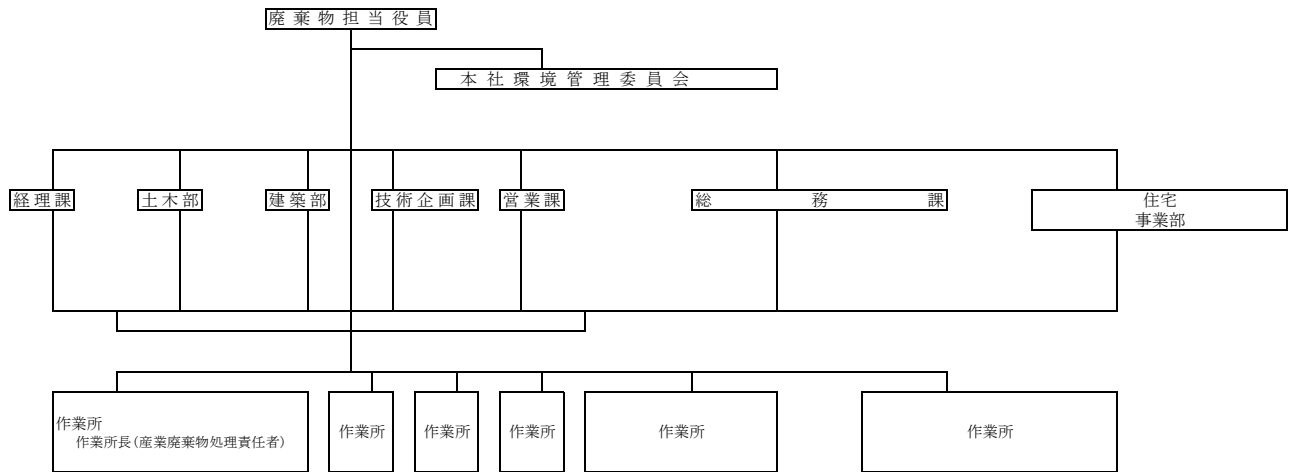 廃棄物担当役員
本社環境管理委員会
経理課
土木部
建築部
技術企画課
営業課
総務課
住宅
事業部
作業所
作業所長(産業廃棄物処理責任者)
作業所
作業所
作業所
作業所
作業所